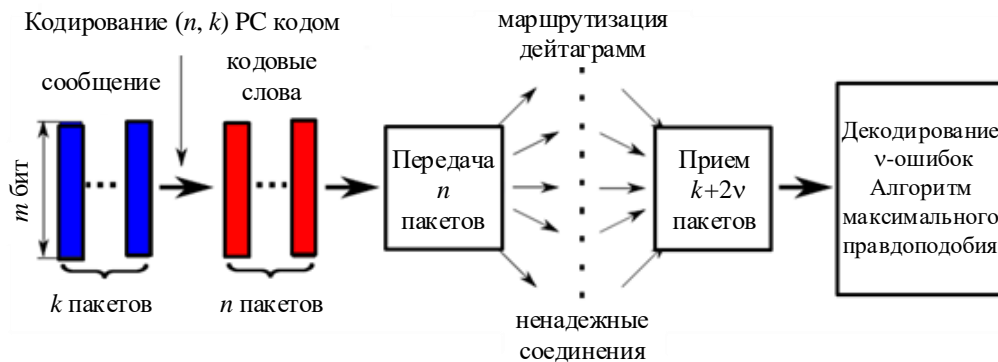 Кодирование (n, k) РС кодом
сообщение
кодовые
слова
m бит
k пакетов
n пакетов
Передача
n
пакетов
маршрутизация
дейтаграмм
ненадежные
соединения
Прием
k+2ν
пакетов
Декодирование
ν-ошибок
Алгоритм
максимального
правдоподобия